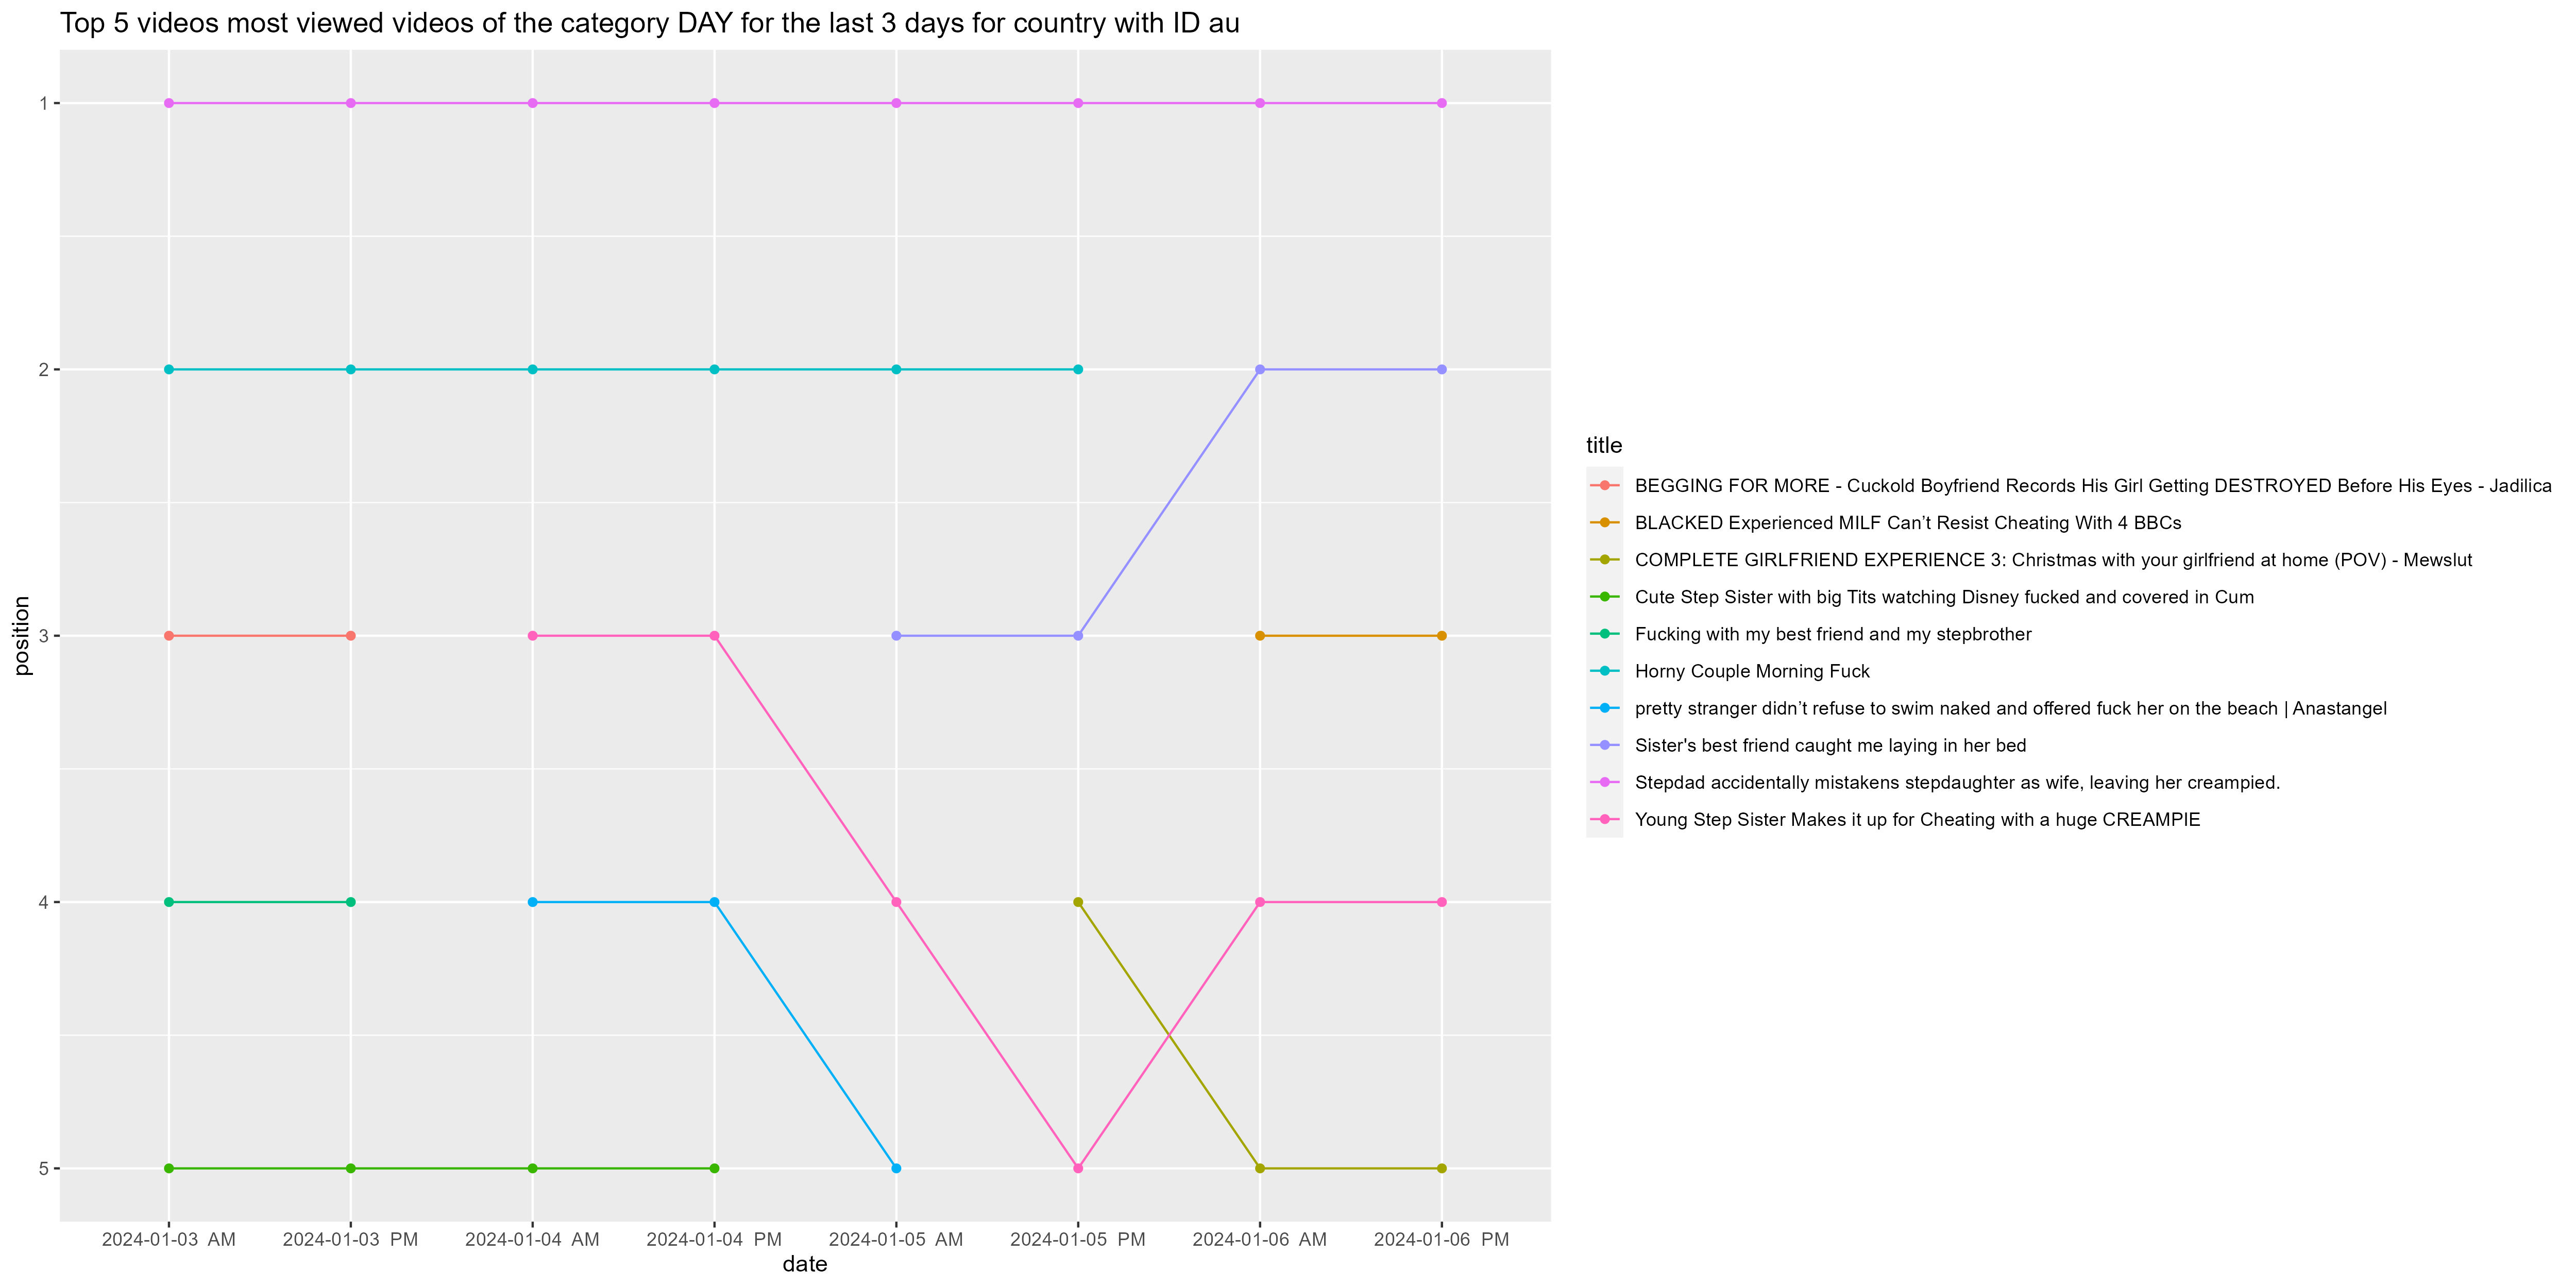 Top 5 videos most viewed videos of the category DAY for the last 3 days for country with ID au
position
1
2
3
4
5
2024-01-03 AM
2024-01-03 PM
2024-01-04 AM
2024-01-04 PM
2024-01-05 AM
2024-01-05 PM
2024-01-06 AM
2024-01-06 PM
date
title
BEGGING FOR MORE - Cuckold Boyfriend Records His Girl Getting DESTROYED Before His Eyes - Jadilica
BLACKED Experienced MILF Can’t Resist Cheating With 4 BBCs
COMPLETE GIRLFRIEND EXPERIENCE 3: Christmas with your girlfriend at home (POV) - Mewslut
Cute Step Sister with big Tits watching Disney fucked and covered in Cum
Fucking with my best friend and my stepbrother
Horny Couple Morning Fuck
pretty stranger didn’t refuse to swim naked and offered fuck her on the beach | Anastangel
Sister's best friend caught me laying in her bed
Stepdad accidentally mistakens stepdaughter as wife, leaving her creampied.
Young Step Sister Makes it up for Cheating with a huge CREAMPIE